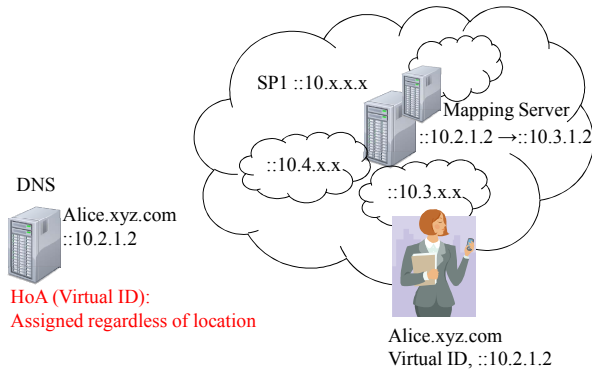 SP1 ::10.x.x.x
Mapping Server
::10.2.1.2 →::10.3.1.2
::10.4.x.x
::10.3.x.x
DNS
Alice.xyz.com
::10.2.1.2
HoA (Virtual ID):
Assigned regardless of location
Alice.xyz.com
Virtual ID, ::10.2.1.2